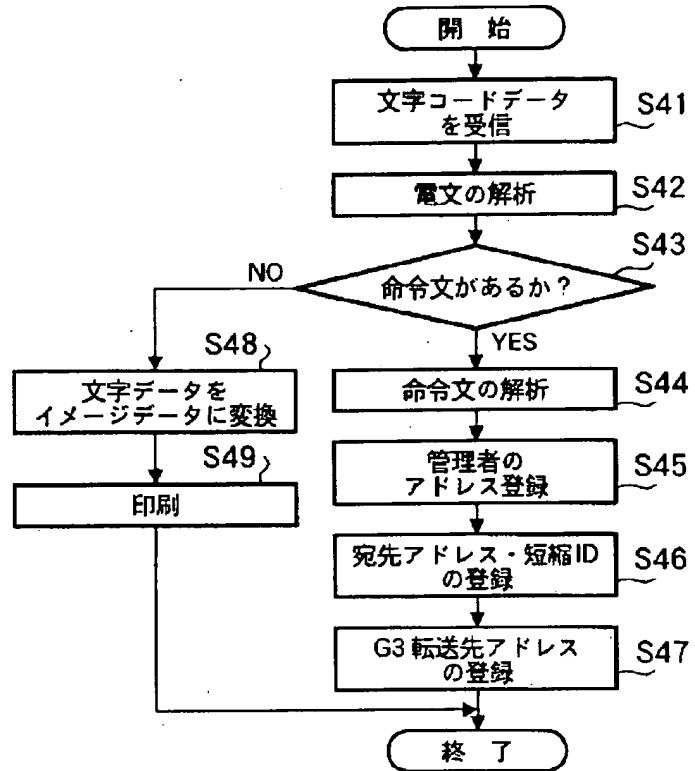 開 始
文字コードデータ
を受信
S41
電文の解析
S42
命令文があるか？
S43
NO
YES
S48
文字データを
イメージデータに変換
S49
印刷
命令文の解析
S44
管理者の
アドレス登録
S45
宛先アドレス・短縮ID
の登録
S46
G3 転送先アドレス
の登録
S47
終 了